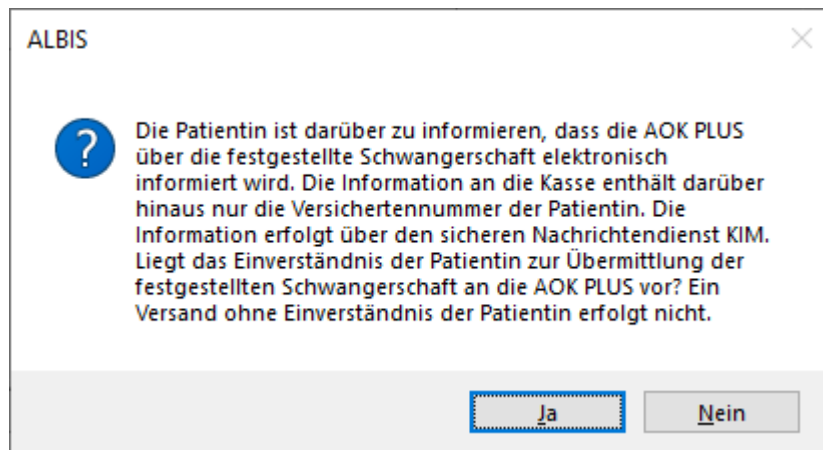 ALBIS
Die Patientin ist darüber zu informieren, dass die AOK PLUS
über die festgestellte Schwangerschaft elektronisch
informiert wird. Die Information an die Kasse enthält darüber
hinaus nur die Versichertennummer der Patientin. Die
Information erfolgt über den sicheren Nachrichtendienst KIM.
Liegt das Einverständnis der Patientin zur Übermittlung der
festgestellten Schwangerschaft an die AOK PLUS vor? Ein
Versand ohne Einverständnis der Patientin erfolgt nicht.
Ja Nein